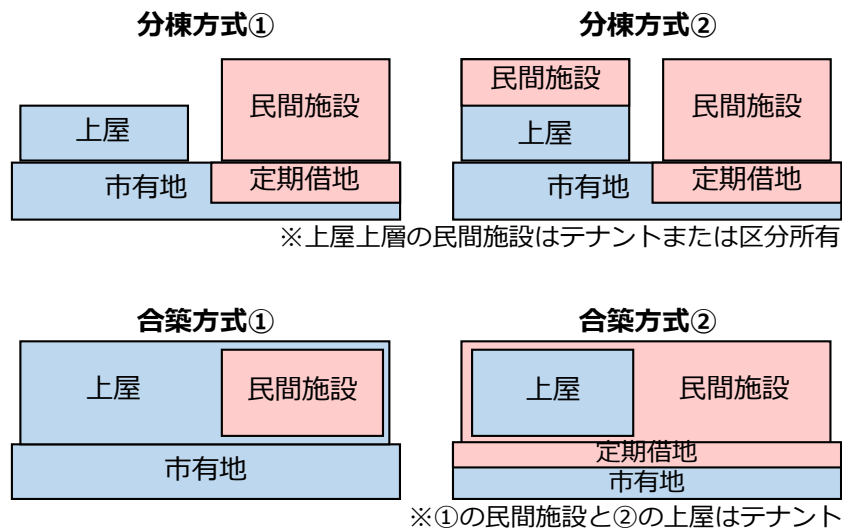 分棟方式①
分棟方式②
民間施設
上屋
民間施設
上屋
民間施設
市有地
定期借地
市有地
定期借地
※上屋上層の民間施設はテナントまたは区分所有
合築方式①
合築方式②
上屋
民間施設
上屋
民間施設
市有地
定期借地
市有地
※①の民間施設と②の上屋はテナント